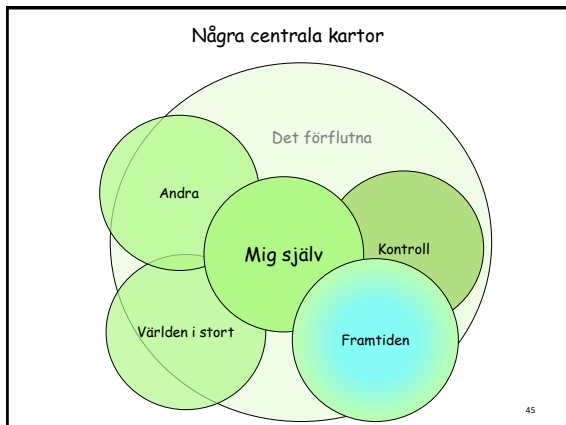 Några centrala kartor
Det förflutna
Andra
Mig själv
Kontroll
Världen i stort
Framtiden
45